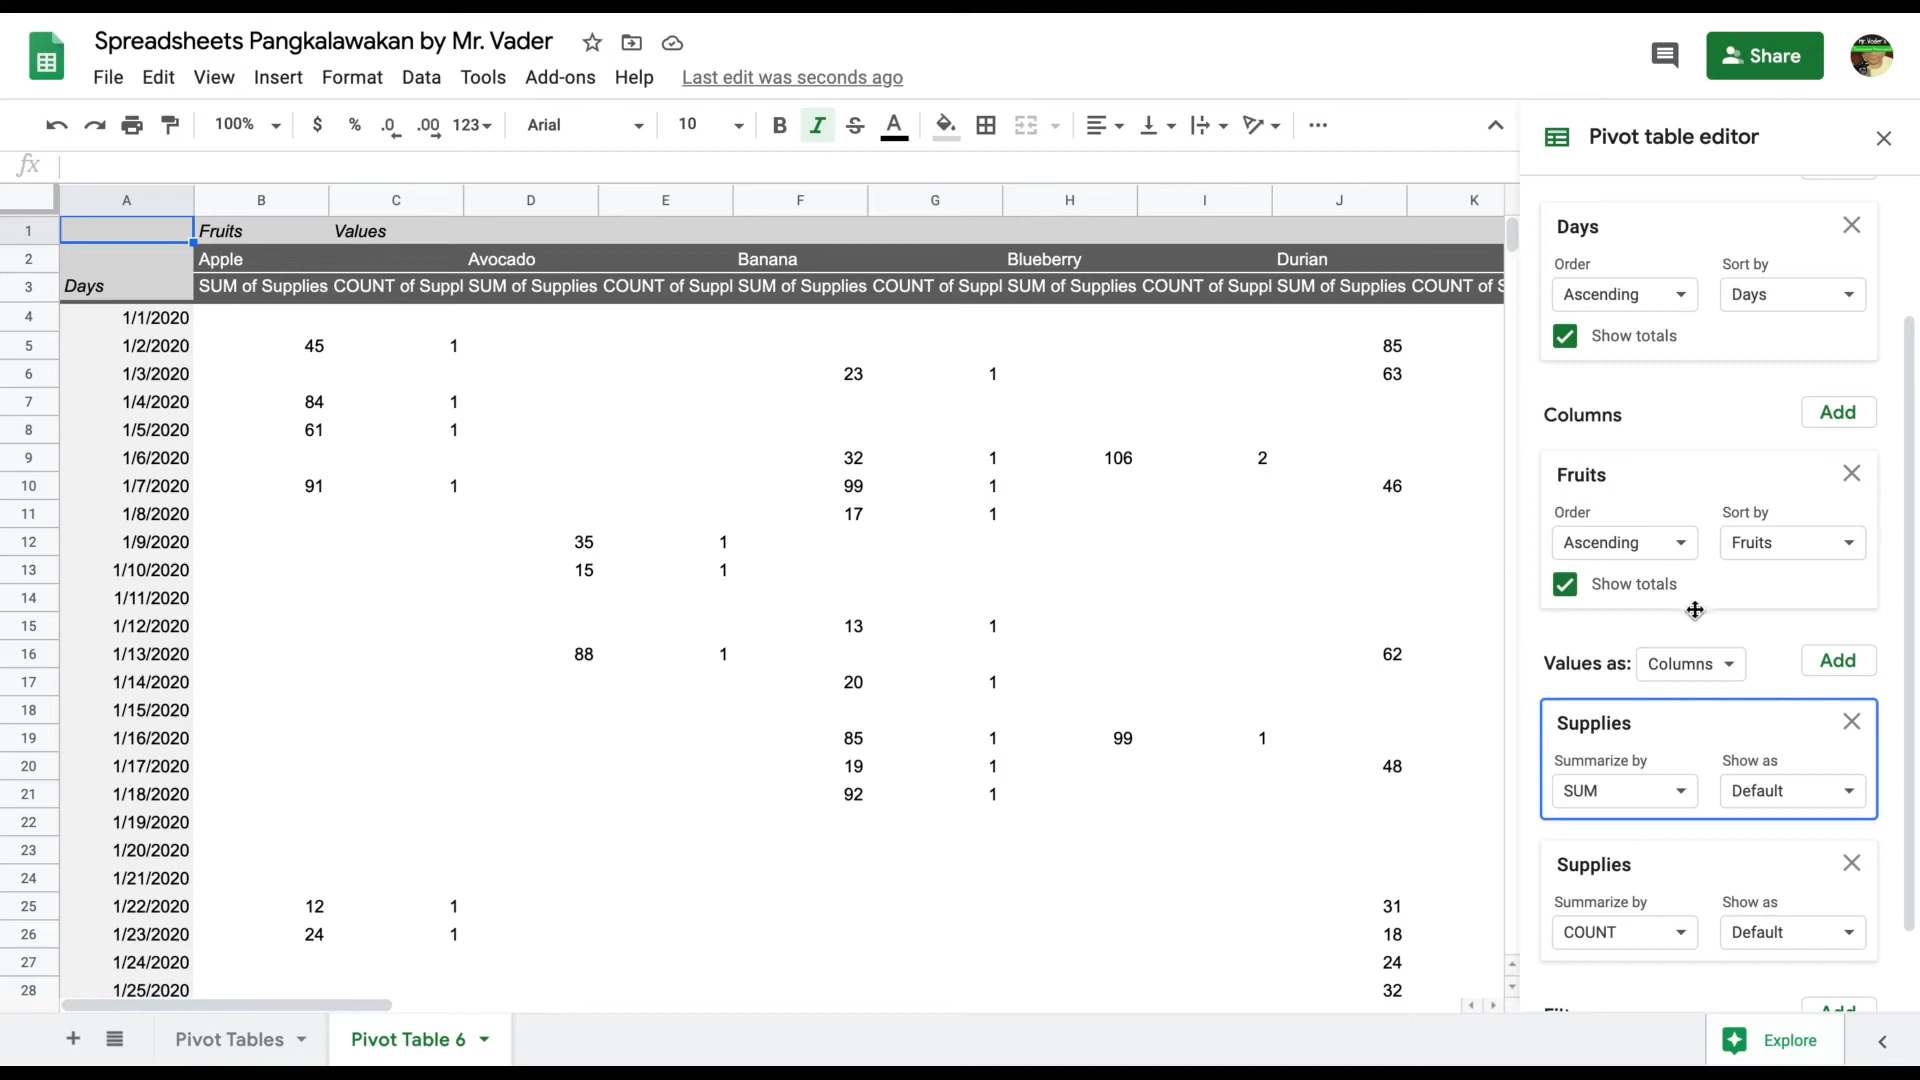 Spreadsheets Pangkalawakan by Mr. Vader
File Edit View Insert Format Data Tools Add-ons Help Last edit was seconds ago
Share
100% $ % .0 .00 123 Arial 10 B I S A
fx
Pivot table editor
A B C D E F G H I J K
1 Fruits Values
2 Apple Avocado Banana Blueberry Durian
3 Days SUM of Supplies COUNT of Suppl SUM of Supplies COUNT of Suppl SUM of Supplies COUNT of Suppl SUM of Supplies COUNT of Suppl SUM of Supplies COUNT of S
4 1/1/2020
5 1/2/2020 45 1 85
6 1/3/2020 23 1 63
7 1/4/2020 84 1
8 1/5/2020 61 1
9 1/6/2020 32 1 106 2
10 1/7/2020 91 1 99 1 46
11 1/8/2020 17 1
12 1/9/2020 35 1
13 1/10/2020 15 1
14 1/11/2020
15 1/12/2020 13 1
16 1/13/2020 88 1 62
17 1/14/2020 20 1
18 1/15/2020
19 1/16/2020 85 1 99 1
20 1/17/2020 19 1 48
21 1/18/2020 92 1
22 1/19/2020
23 1/20/2020
24 1/21/2020
25 1/22/2020 12 1 31
26 1/23/2020 24 1 18
27 1/24/2020 24
28 1/25/2020 32
Days
Order Sort by
Ascending Days
Show totals
Columns Add
Fruits
Order Sort by
Ascending Fruits
Show totals
Values as: Columns Add
Supplies
Summarize by Show as
SUM Default
Supplies
Summarize by Show as
COUNT Default
Pivot Tables Pivot Table 6
Explore